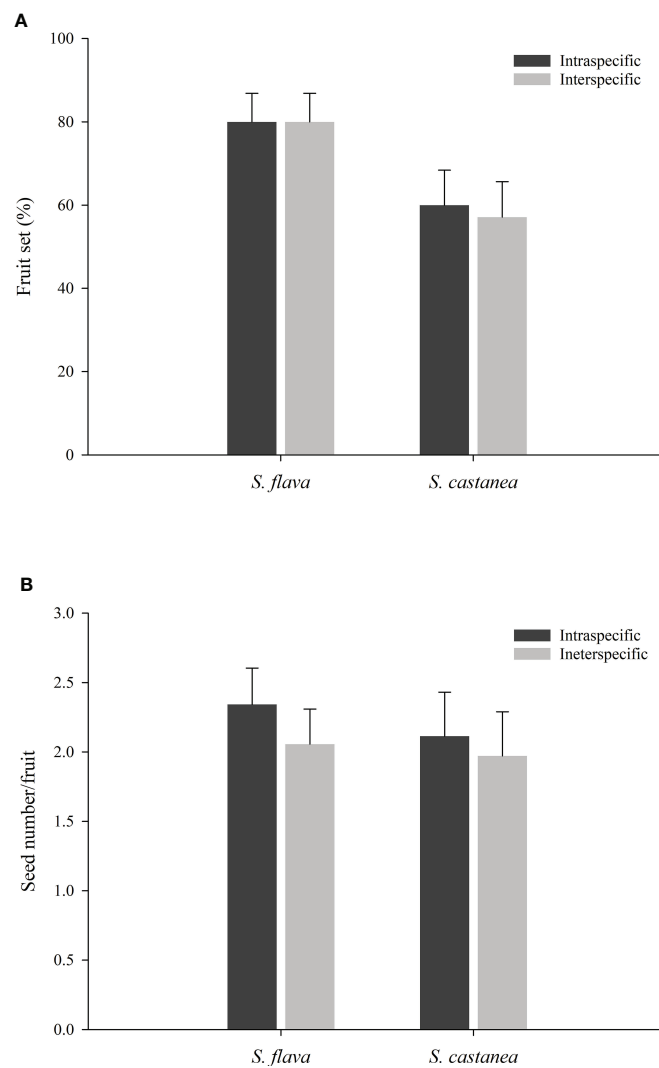 A
100
80
60
40
20
0
Fruit set (%)
Intraspecific
Interspecific
S. flava
S. castanea
B
3.0
2.5
2.0
1.5
1.0
0.5
0.0
Seed number/fruit
Intraspecific
Ineterspecific
S. flava
S. castanea